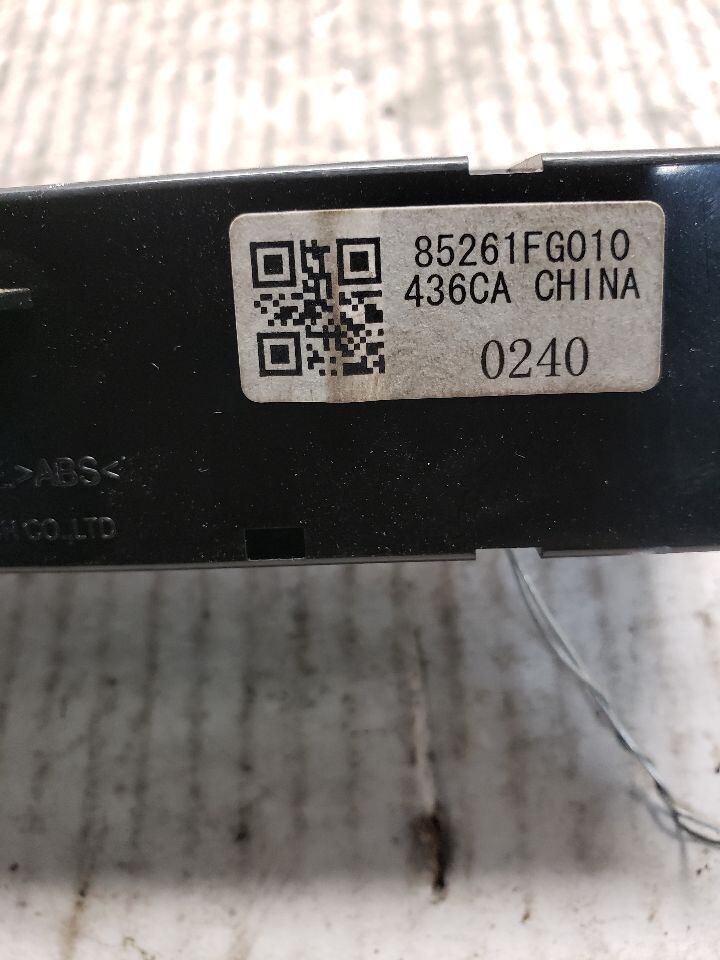 85261FG010
436CA CHINA
0240
>ABS<
CO.,LTD